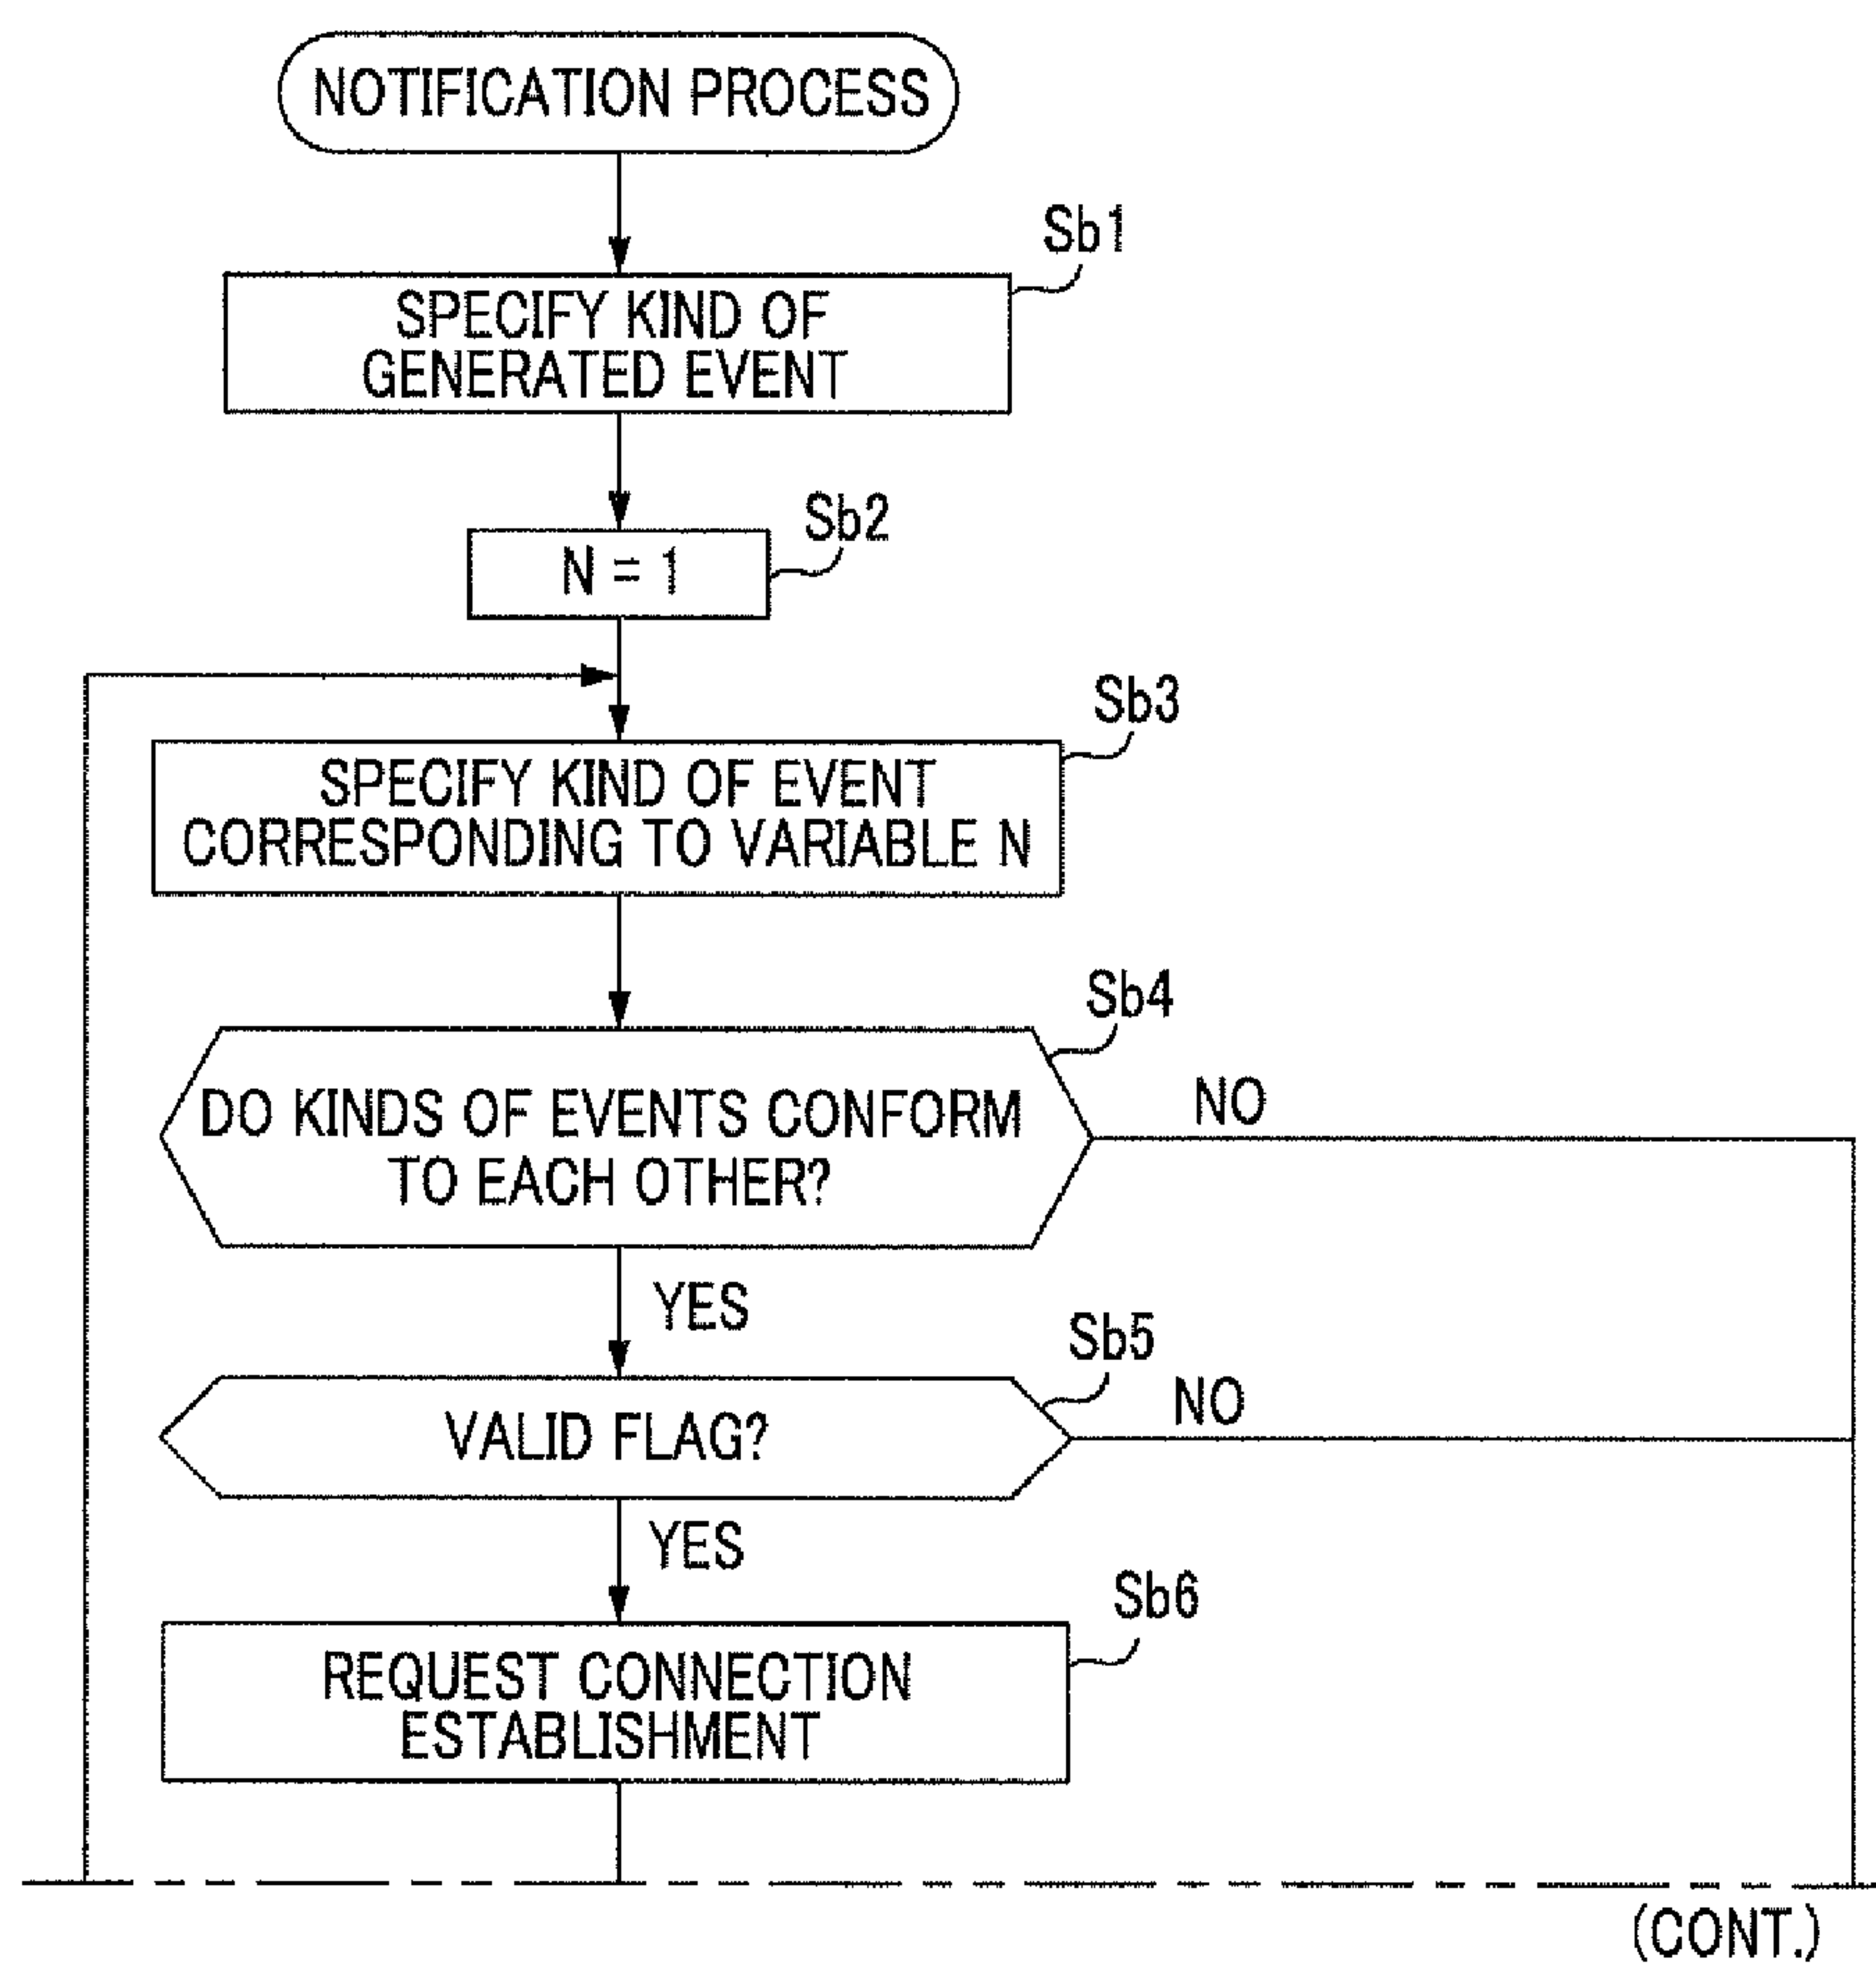 NOTIFICATION PROCESS
Sb1
SPECIFY KIND OF
GENERATED EVENT
Sb2
N = 1
Sb3
SPECIFY KIND OF EVENT
CORRESPONDING TO VARIABLE N
Sb4
DO KINDS OF EVENTS CONFORM
TO EACH OTHER?
NO
YES
Sb5
VALID FLAG?
NO
YES
Sb6
REQUEST CONNECTION
ESTABLISHMENT
(CONT.)